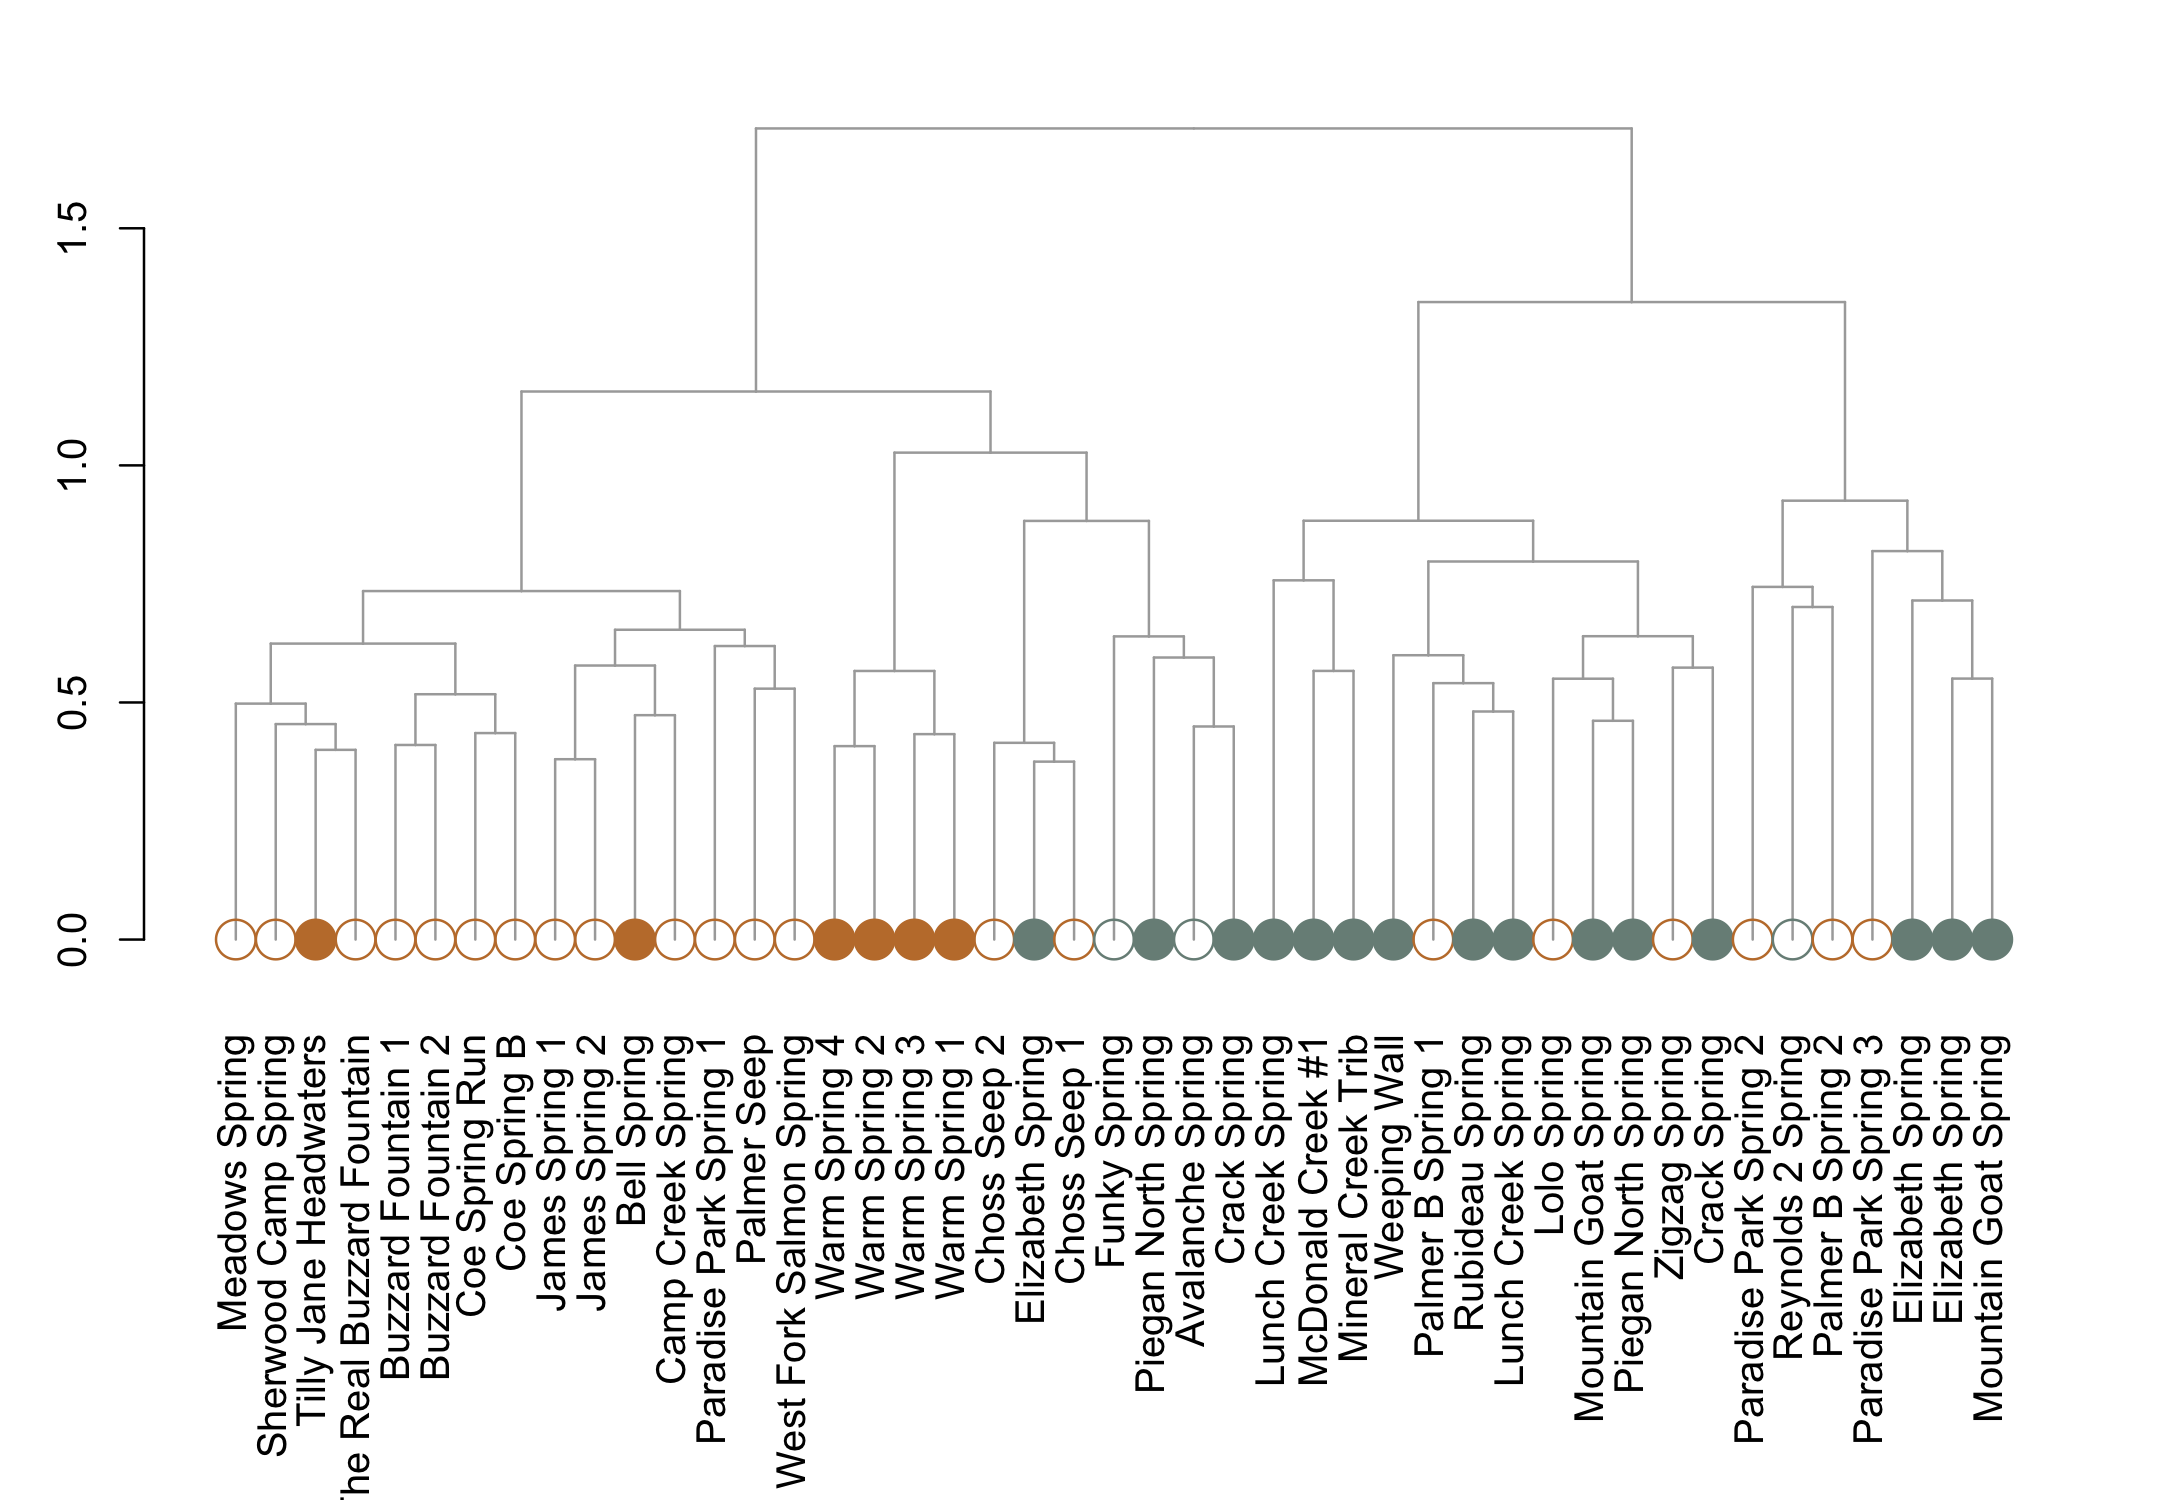 1.5
1.0
0.5
0.0
Meadows Spring
Sherwood Camp Spring
Tilly Jane Headwaters
he Real Buzzard Fountain
Buzzard Fountain 1
Buzzard Fountain 2
Coe Spring Run
Coe Spring B
James Spring 1
James Spring 2
Bell Spring
Camp Creek Spring
Paradise Park Spring 1
Palmer Seep
West Fork Salmon Spring
Warm Spring 4
Warm Spring 2
Warm Spring 3
Warm Spring 1
Choss Seep 2
Elizabeth Spring
Choss Seep 1
Funky Spring
Piegan North Spring
Avalanche Spring
Crack Spring
Lunch Creek Spring
McDonald Creek #1
Mineral Creek Trib
Weeping Wall
Palmer B Spring 1
Rubideau Spring
Lunch Creek Spring
Lolo Spring
Mountain Goat Spring
Piegan North Spring
Zigzag Spring
Crack Spring
Paradise Park Spring 2
Reynolds 2 Spring
Palmer B Spring 2
Paradise Park Spring 3
Elizabeth Spring
Elizabeth Spring
Mountain Goat Spring